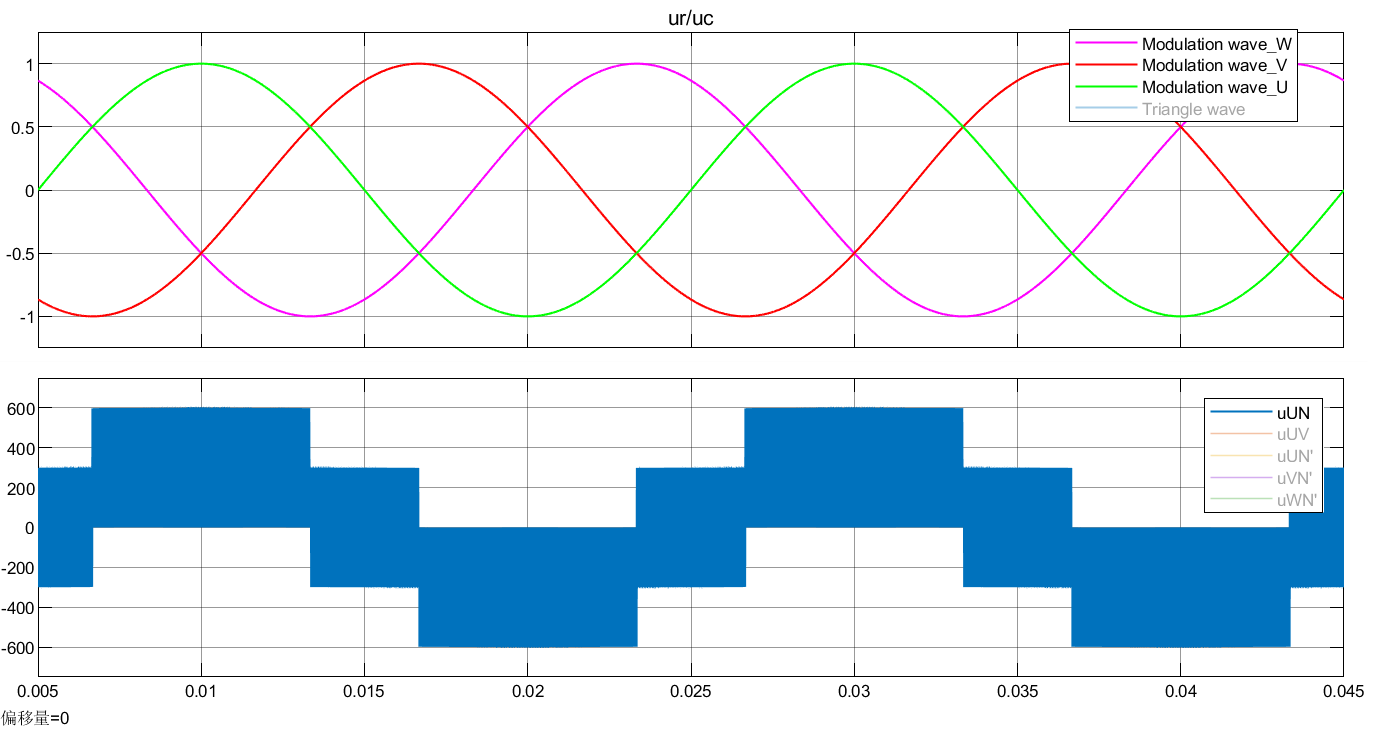 ur/uc
Modulation wave_W
Modulation wave_V
Modulation wave_U
Triangle wave
1
0.5
0
-0.5
-1
uUN
uUV
uUN'
uVN'
uWN'
600
400
200
0
-200
-400
-600
0.005 0.01 0.015 0.02 0.025 0.03 0.035 0.04 0.045
偏移量=0